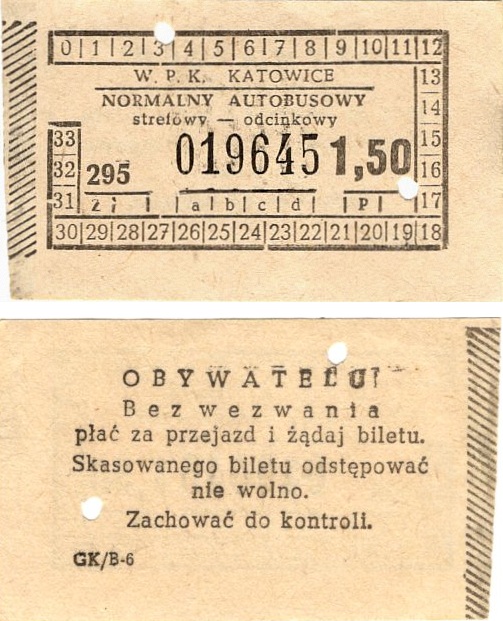 0|1|2|3|4|5|6|7|8|9|10|11|12
W. P. K. KATOWICE
NORMALNY AUTOBUSOWY
strefowy — odcinkowy
13
14
15
16
17
33
32
31
295
019645
1,50
Z | | | a | b | c | d | | P |
30|29|28|27|26|25|24|23|22|21|20|19|18
OBYWATELU!
Bez wezwania
płać za przejazd i żądaj biletu.
Skasowanego biletu odstępować
nie wolno.
Zachować do kontroli.
GK/B-6